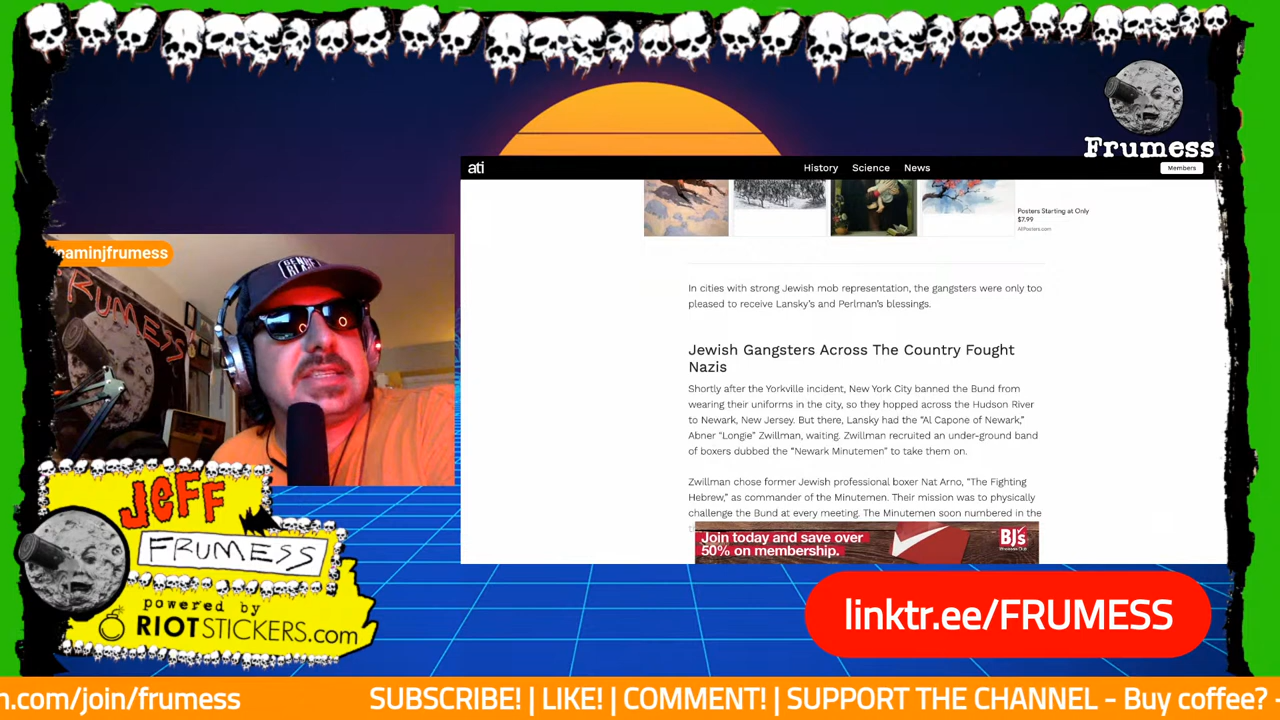 Frumess
ati
History Science News
Members
Posters Starting at Only
$7.99
AllPosters.com
In cities with strong Jewish mob representation, the gangsters were only too
pleased to receive Lansky's and Perlman's blessings.
Jewish Gangsters Across The Country Fought
Nazis
Shortly after the Yorkville incident, New York City banned the Bund from
wearing their uniforms in the city, so they hopped across the Hudson River
to Newark, New Jersey. But there, Lansky had the "Al Capone of Newark,"
Abner "Longie" Zwillman, waiting. Zwillman recruited an under-ground band
of boxers dubbed the "Newark Minutemen" to take them on.
Zwillman chose former Jewish professional boxer Nat Arno, "The Fighting
Hebrew," as commander of the Minutemen. Their mission was to physically
challenge the Bund at every meeting. The Minutemen soon numbered in the
Join today and save over
50% on membership.
BJ's
eaminjfrumess
FRUMESS
JEFF
FRUMESS
powered by
RIOTSTICKERS.com
linktr.ee/FRUMESS
n.com/join/frumess SUBSCRIBE! | LIKE! | COMMENT! | SUPPORT THE CHANNEL - Buy coffee? -